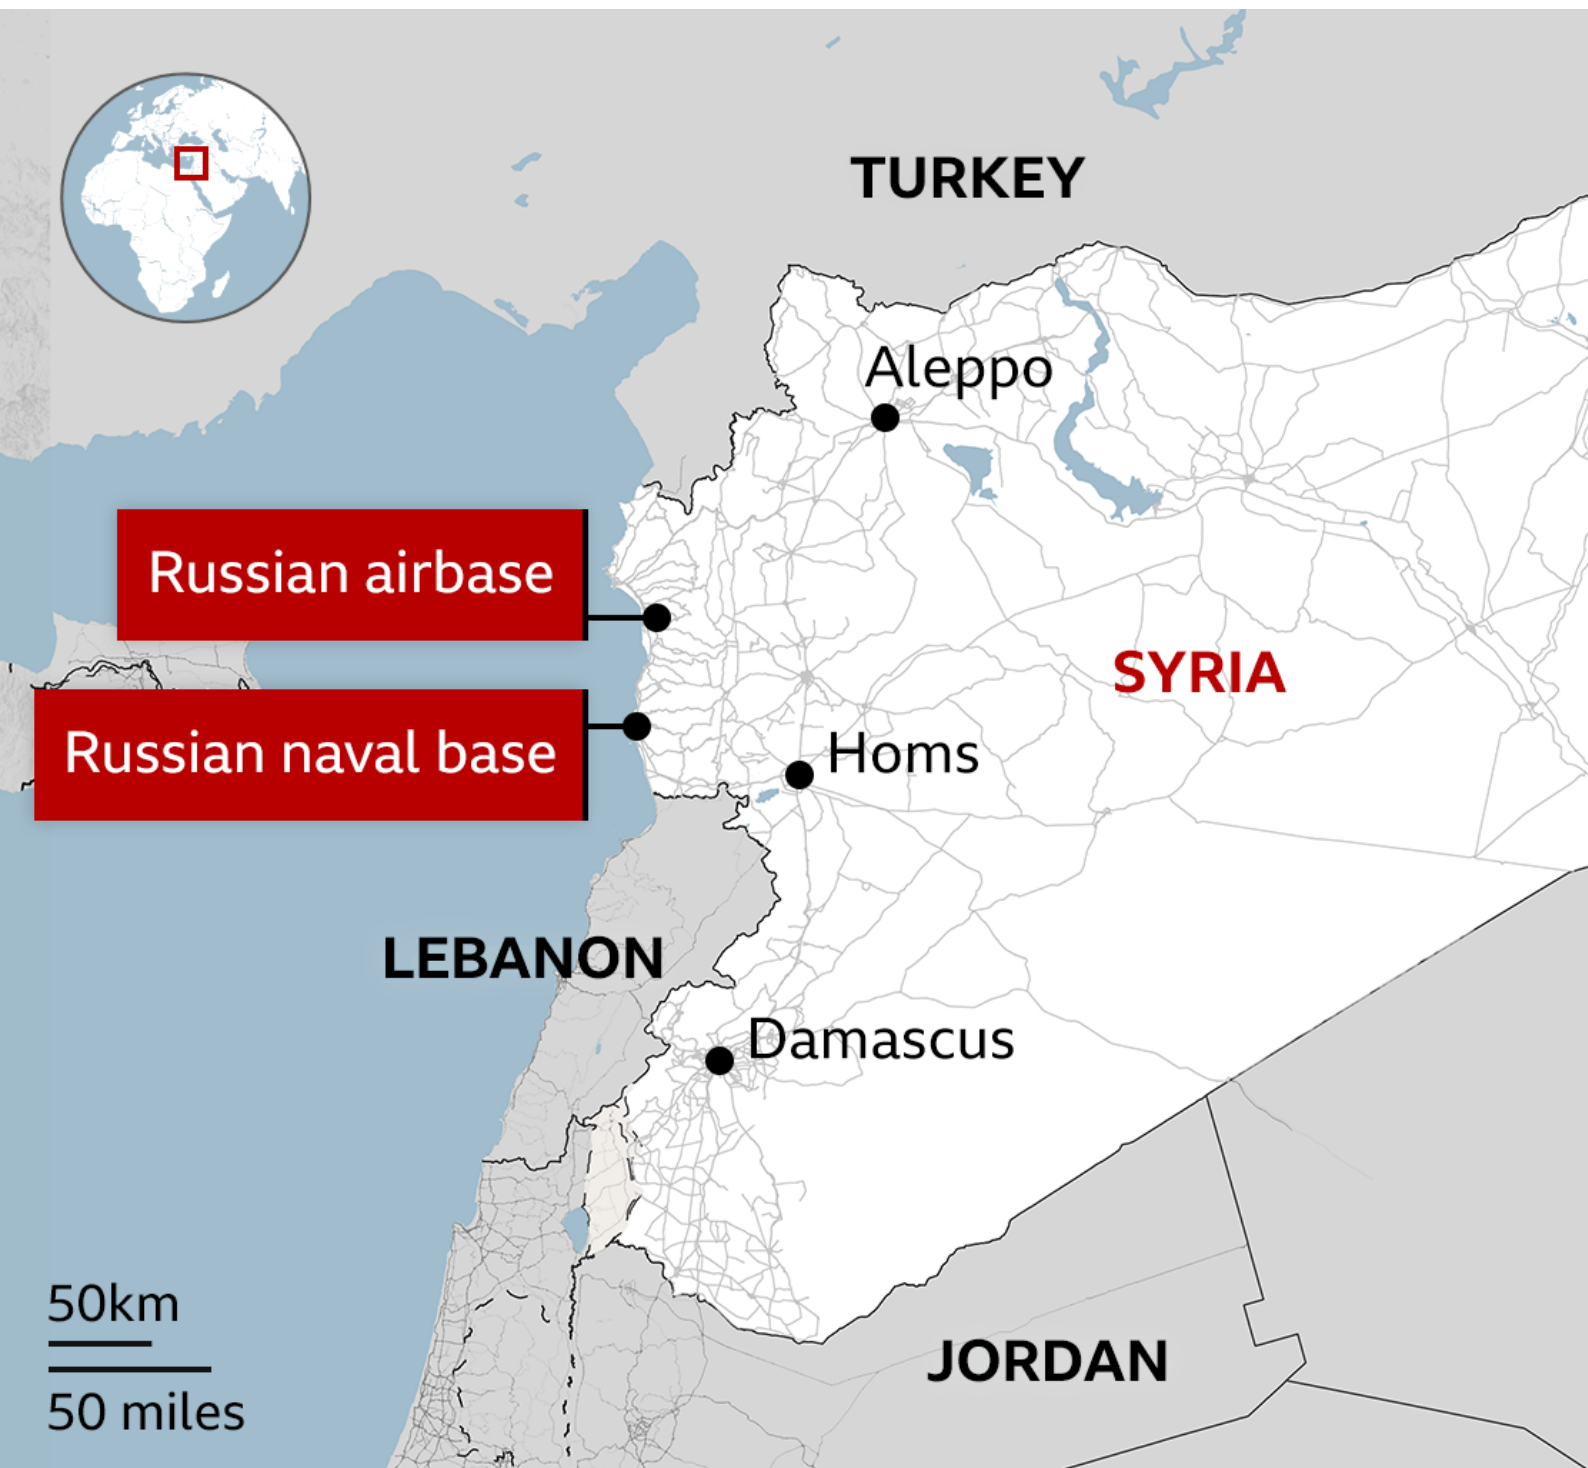 TURKEY
Aleppo
Russian airbase
SYRIA
Russian naval base
Homs
LEBANON
Damascus
50km
50 miles
JORDAN